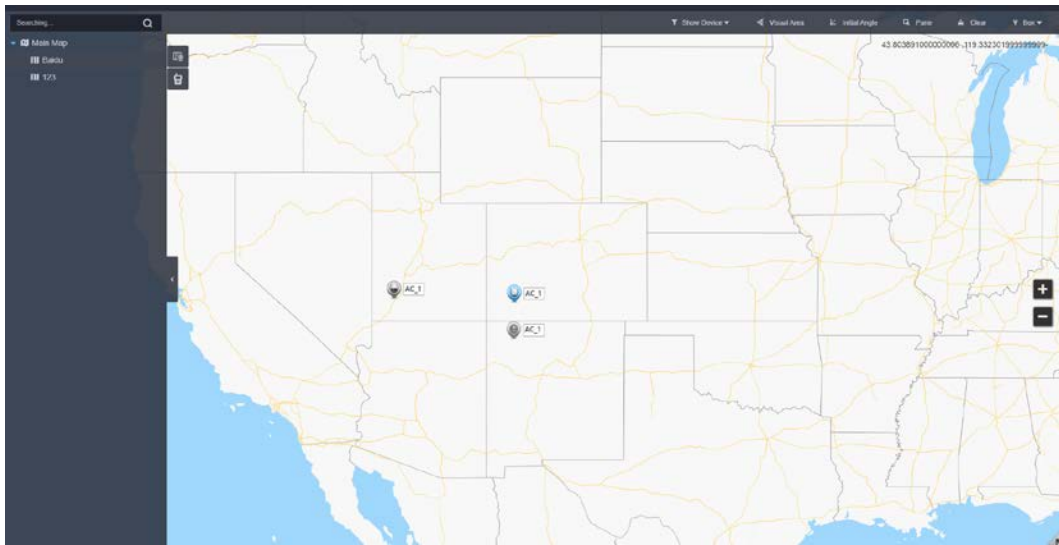 Searching...
Show Device
Visual Area
Initial Angle
Pane
Clear
Box
Main Map
Baidu
123
AC_1
AC_1
AC_1